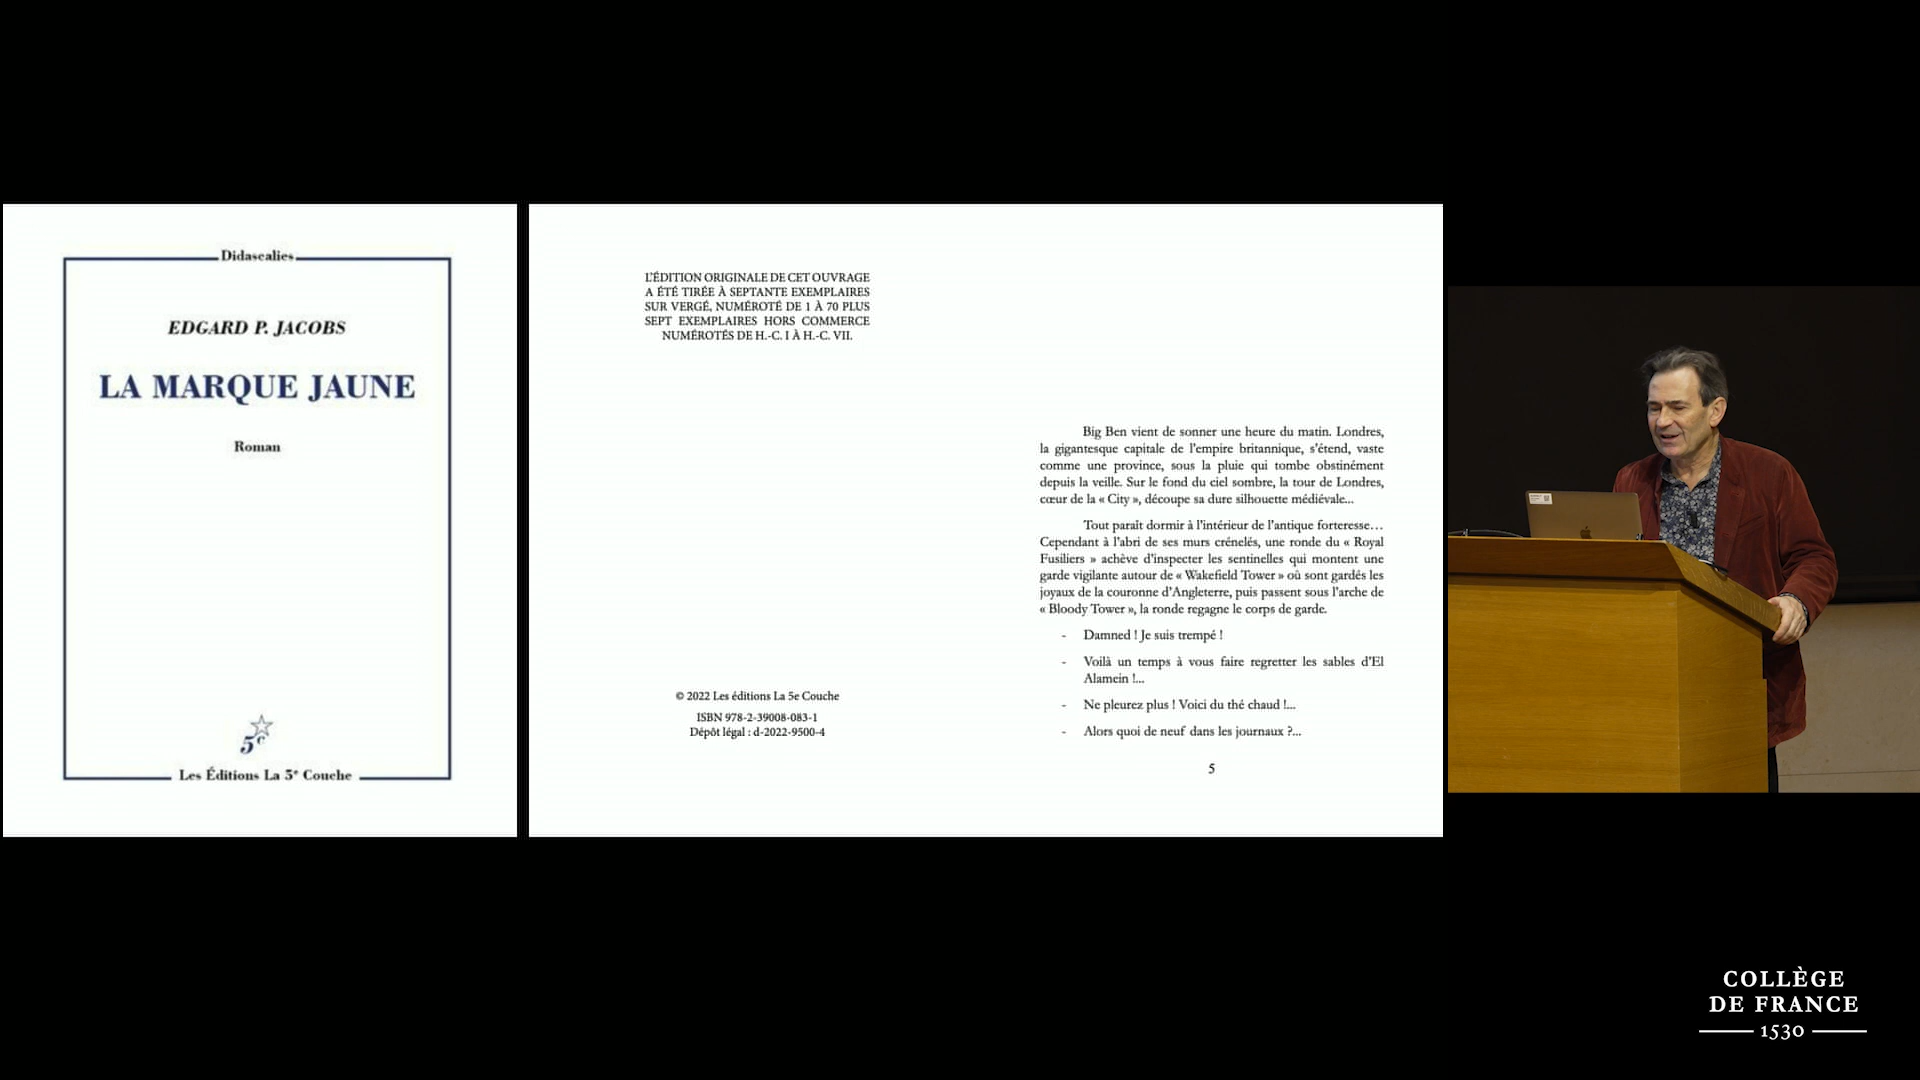 Didascalies
EDGARD P. JACOBS
LA MARQUE JAUNE
Roman
5e
Les Éditions La 5e Couche
L'ÉDITION ORIGINALE DE CET OUVRAGE
A ÉTÉ TIRÉE À SEPTANTE EXEMPLAIRES
SUR VERGÉ, NUMÉROTÉ DE 1 À 70 PLUS
SEPT EXEMPLAIRES HORS COMMERCE
NUMÉROTÉS DE H.-C. I À H.-C. VII.
© 2022 Les éditions La 5e Couche
ISBN 978-2-39008-083-1
Dépôt légal : d-2022-9500-4
Big Ben vient de sonner une heure du matin. Londres,
la gigantesque capitale de l'empire britannique, s'étend, vaste
comme une province, sous la pluie qui tombe obstinément
depuis la veille. Sur le fond du ciel sombre, la tour de Londres,
cœur de la « City », découpe sa dure silhouette médiévale...
Tout paraît dormir à l'intérieur de l'antique forteresse…
Cependant à l'abri de ses murs crénelés, une ronde du « Royal
Fusiliers » achève d'inspecter les sentinelles qui montent une
garde vigilante autour de « Wakefield Tower » où sont gardés les
joyaux de la couronne d'Angleterre, puis passent sous l'arche de
« Bloody Tower », la ronde regagne le corps de garde.
- Damned ! Je suis trempé !
- Voilà un temps à vous faire regretter les sables d'El
Alamein !...
- Ne pleurez plus ! Voici du thé chaud !...
- Alors quoi de neuf dans les journaux ?...
5
COLLÈGE
DE FRANCE
1530